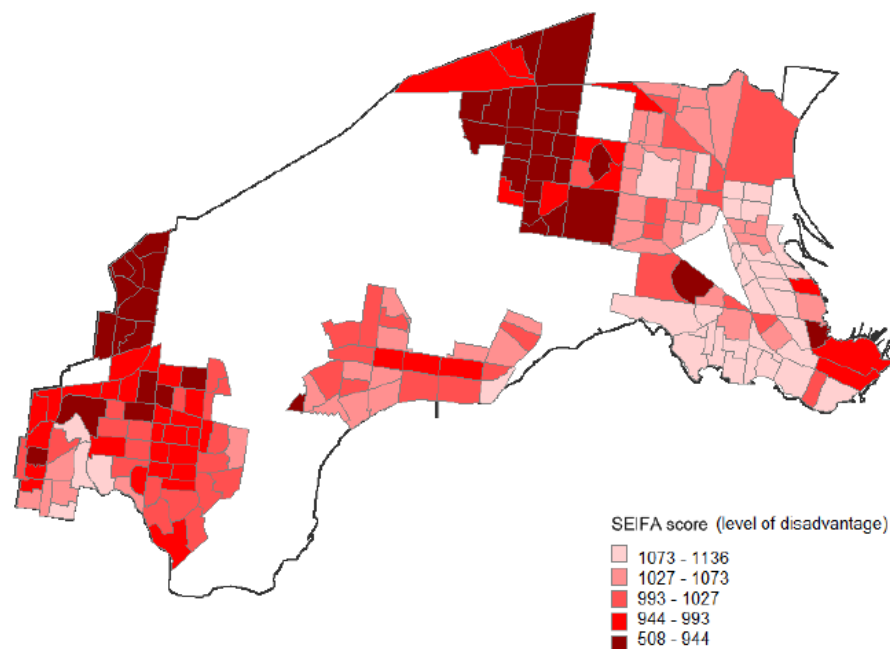 SEIFA score (level of disadvantage)
1073 - 1136
1027 - 1073
993 - 1027
944 - 993
508 - 944